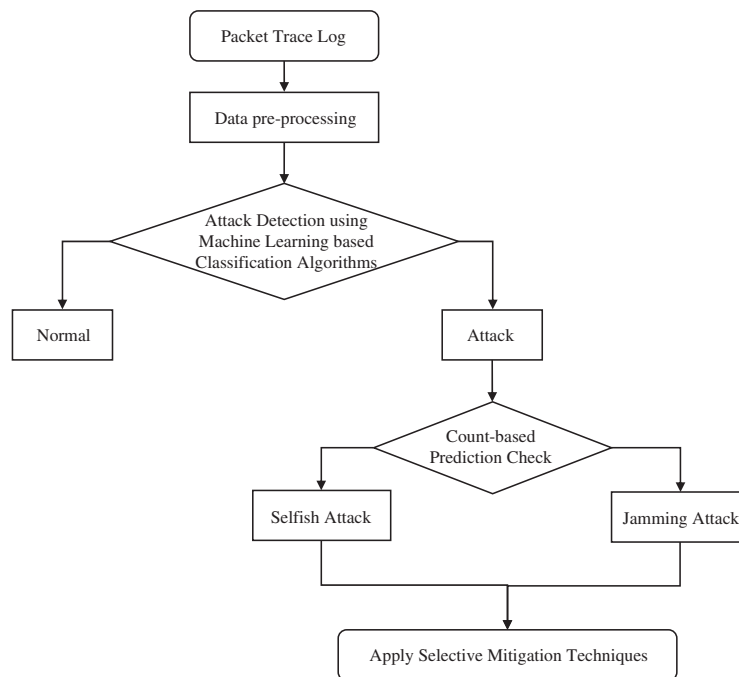 Packet Trace Log
Data pre-processing
Attack Detection using
Machine Learning based
Classification Algorithms
Normal
Attack
Count-based
Prediction Check
Selfish Attack
Jamming Attack
Apply Selective Mitigation Techniques